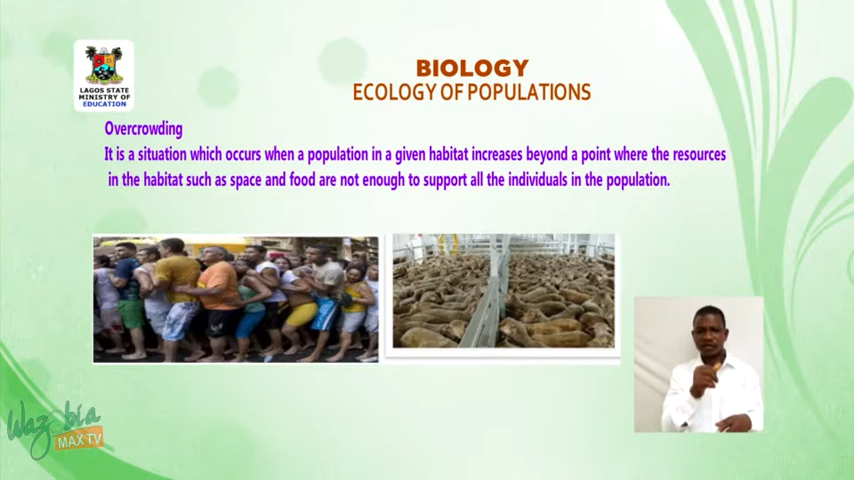 LAGOS STATE
MINISTRY OF
EDUCATION
BIOLOGY
ECOLOGY OF POPULATIONS
Overcrowding
It is a situation which occurs when a population in a given habitat increases beyond a point where the resources
in the habitat such as space and food are not enough to support all the individuals in the population.
Wazobia
MAX TV